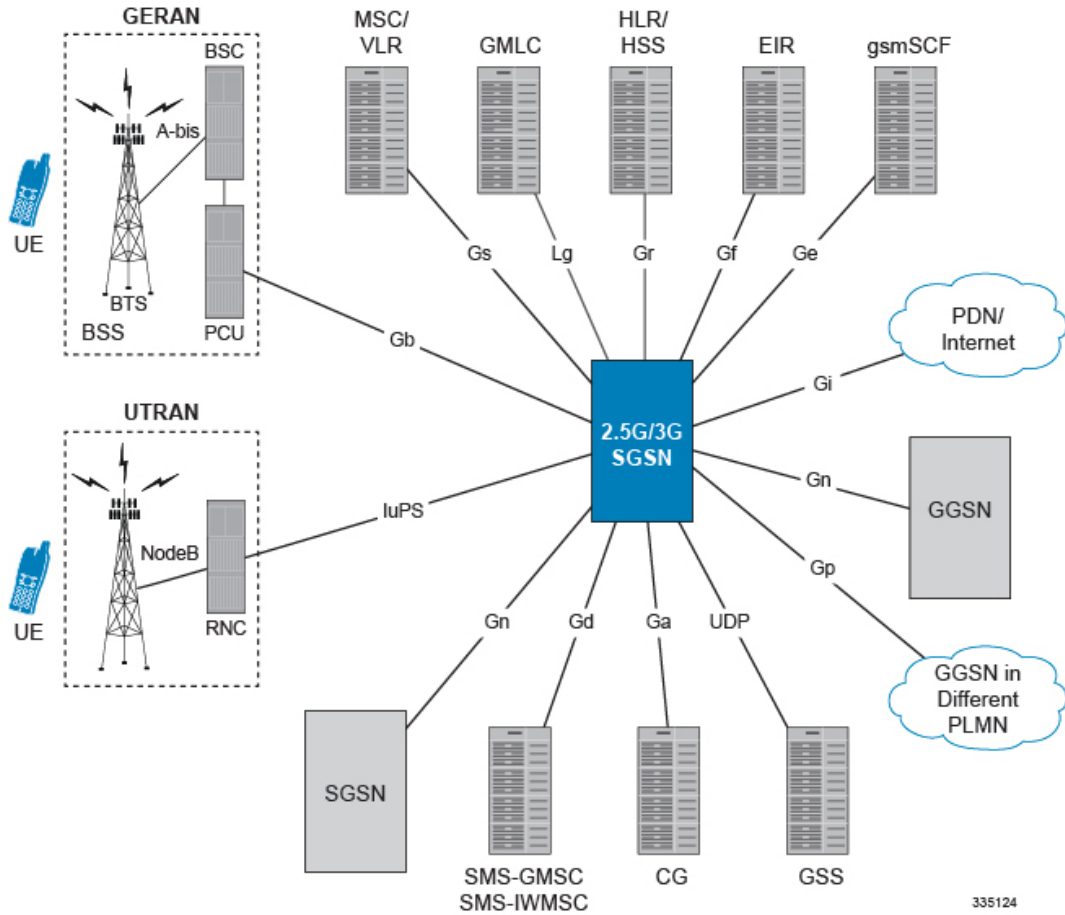 GERAN
BSC
A-bis
UE
BTS
BSS
PCU
MSC/
VLR
GMLC
HLR/
HSS
EIR
gsmSCF
Gs
Lg
Gr
Gf
Ge
Gb
PDN/
Internet
Gi
UTRAN
2.5G/3G
SGSN
IuPS
Gn
GGSN
NodeB
UE
RNC
Gp
Gn
Gd
Ga
UDP
GGSN in
Different
PLMN
SGSN
SMS-GMSC
SMS-IWMSC
CG
GSS
335124